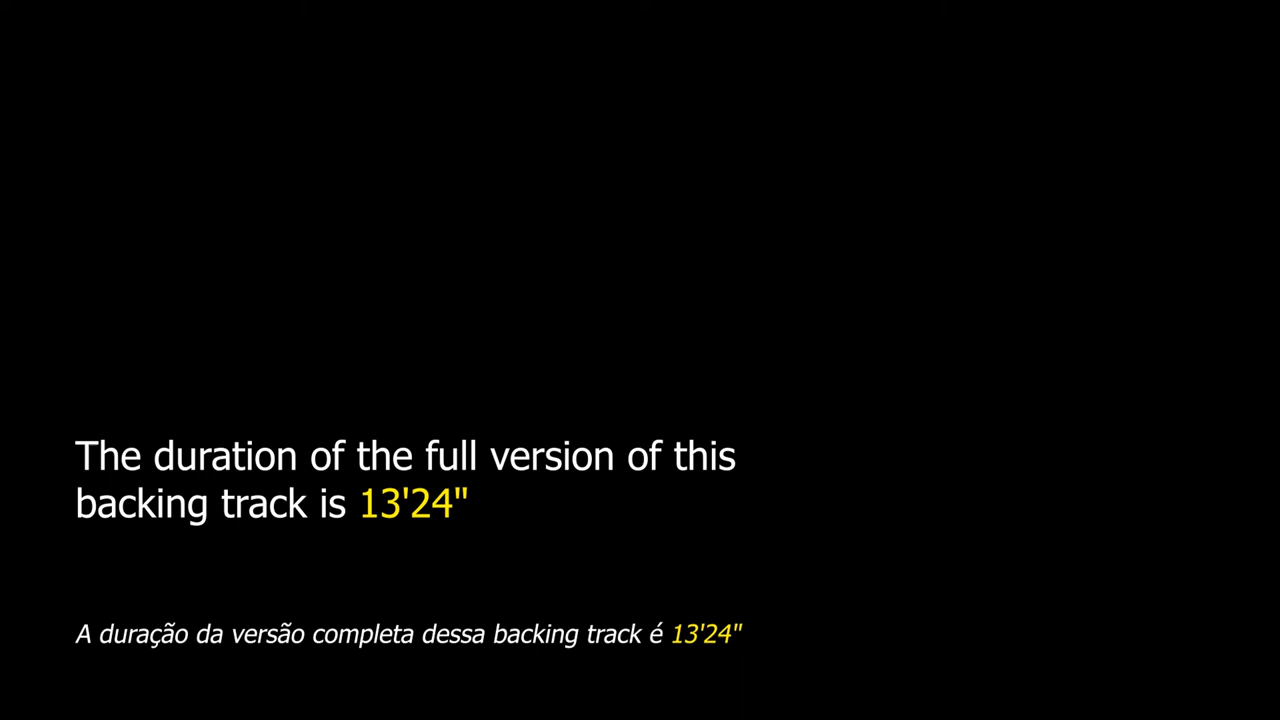 The duration of the full version of this
backing track is 13'24"
A duração da versão completa dessa backing track é 13'24"